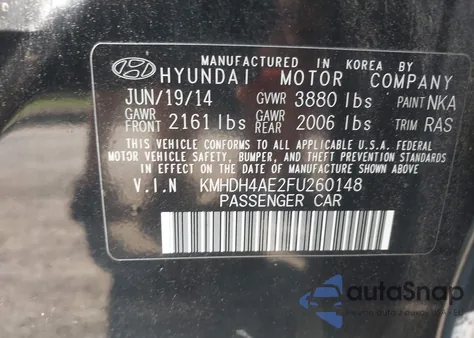 MANUFACTURED IN KOREA BY
HYUNDAI MOTOR COMPANY
JUN/19/14 GVWR 3880 lbs PAINT NKA
GAWR FRONT 2161 lbs GAWR REAR 2006 lbs TRIM RAS
THIS VEHICLE CONFORMS TO ALL APPLICABLE U.S.A. FEDERAL
MOTOR VEHICLE SAFETY, BUMPER, AND THEFT PREVENTION STANDARDS
IN EFFECT ON THE DATE OF MANUFACTURE SHOWN ABOVE.
V.I.N KMHDH4AE2FU260148
PASSENGER CAR
autoSnap